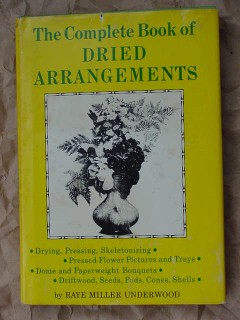 The Complete Book of
DRIED
ARRANGEMENTS
• Drying, Pressing, Skeletonizing •
• Pressed-Flower Pictures and Trays •
• Dome and Paperweight Bouquets •
• Driftwood, Seeds, Pods, Cones, Shells •
by RAYE MILLER UNDERWOOD